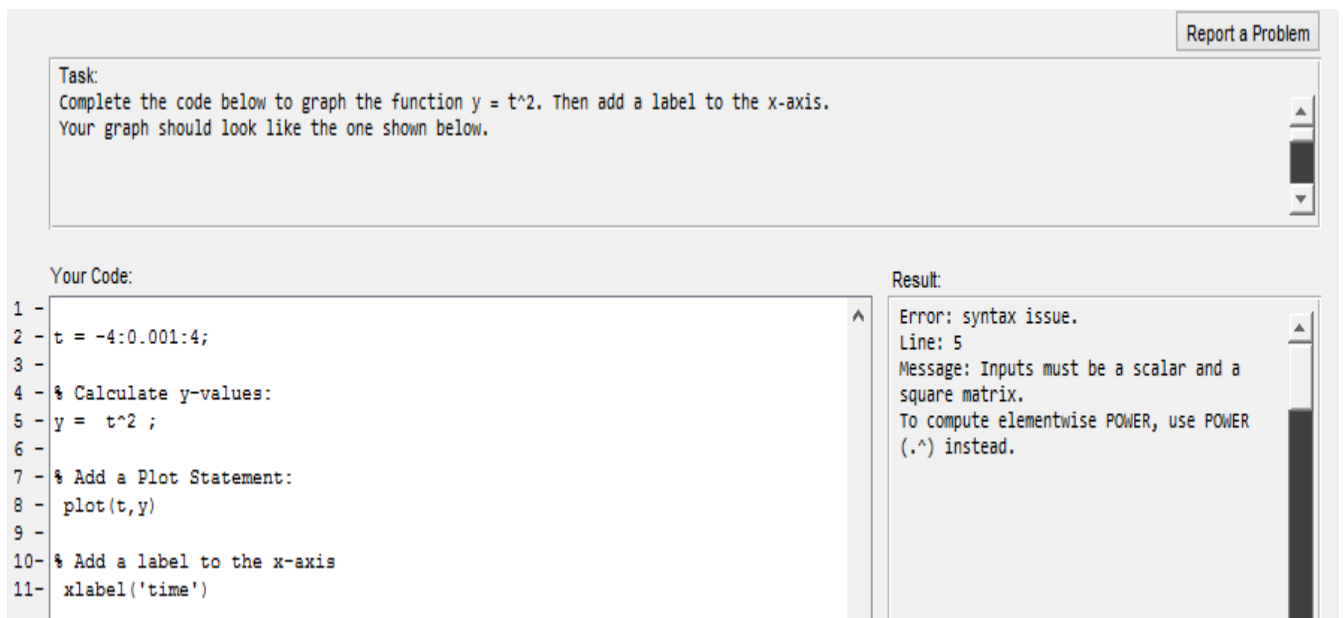 Report a Problem
Task:
Complete the code below to graph the function y = t^2. Then add a label to the x-axis.
Your graph should look like the one shown below.
Your Code:
1 -
2 - t = -4:0.001:4;
3 -
4 - % Calculate y-values:
5 - y =  t^2 ;
6 -
7 - % Add a Plot Statement:
8 -  plot(t,y)
9 -
10- % Add a label to the x-axis
11-  xlabel('time')
Result:
Error: syntax issue.
Line: 5
Message: Inputs must be a scalar and a
square matrix.
To compute elementwise POWER, use POWER
(.^) instead.